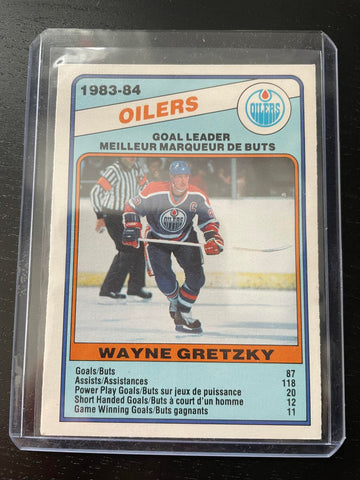 1983-84
OILERS
OILERS
GOAL LEADER
MEILLEUR MARQUEUR DE BUTS
WAYNE GRETZKY
Goals/Buts 87
Assists/Assistances 118
Power Play Goals/Buts sur jeux de puissance 20
Short Handed Goals/Buts à court d'un homme 12
Game Winning Goals/Buts gagnants 11